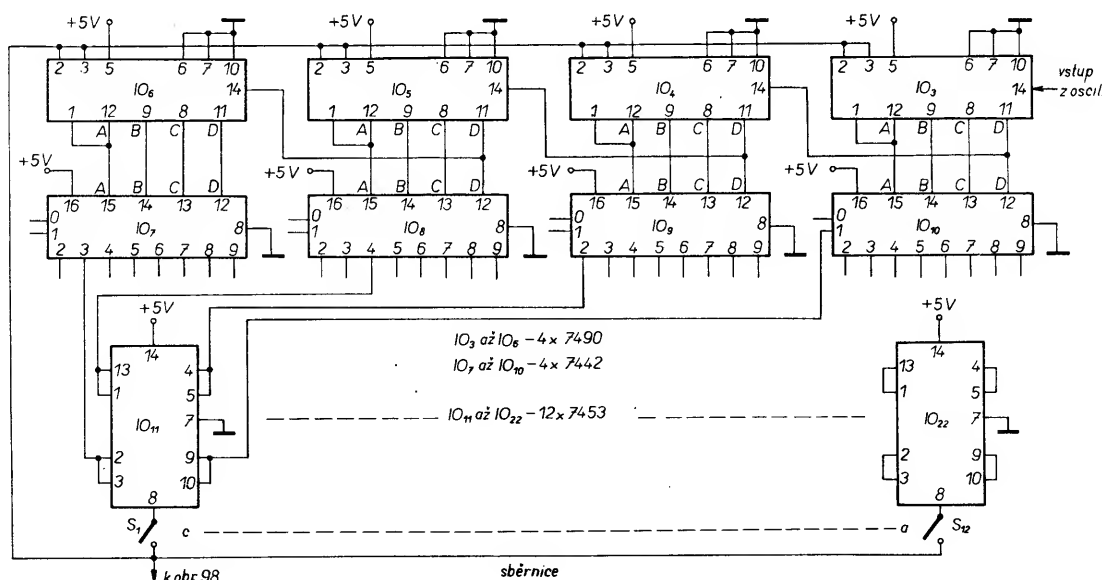 +5V +5V +5V +5V
2 3 5 6 7 10 2 3 5 6 7 10 2 3 5 6 7 10 2 3 5 6 7 10
IO6 14 IO5 14 IO4 14 IO3 14 vstup
z oscil.
1 12 9 8 11 1 12 9 8 11 1 12 9 8 11 1 12 9 8 11
A B C D A B C D A B C D A B C D
+5V +5V +5V +5V
A B C D A B C D A B C D A B C D
16 15 14 13 12 16 15 14 13 12 16 15 14 13 12 16 15 14 13 12
0 IO7 8 0 IO8 8 0 IO9 8 0 IO10 8
1 1 1 1
2 3 4 5 6 7 8 9 2 3 4 5 6 7 8 9 2 3 4 5 6 7 8 9 2 3 4 5 6 7 8 9
+5V +5V
14 IO3 až IO6 – 4 x 7490 14
13 4 IO7 až IO10 – 4 x 7442 13 4
1 5 1 5
IO11 7 IO11 až IO22 – 12 x 7453 IO22 7
2 9 2 9
3 10 3 10
8 8
S1 c a S12
k obr. 98 sběrnice